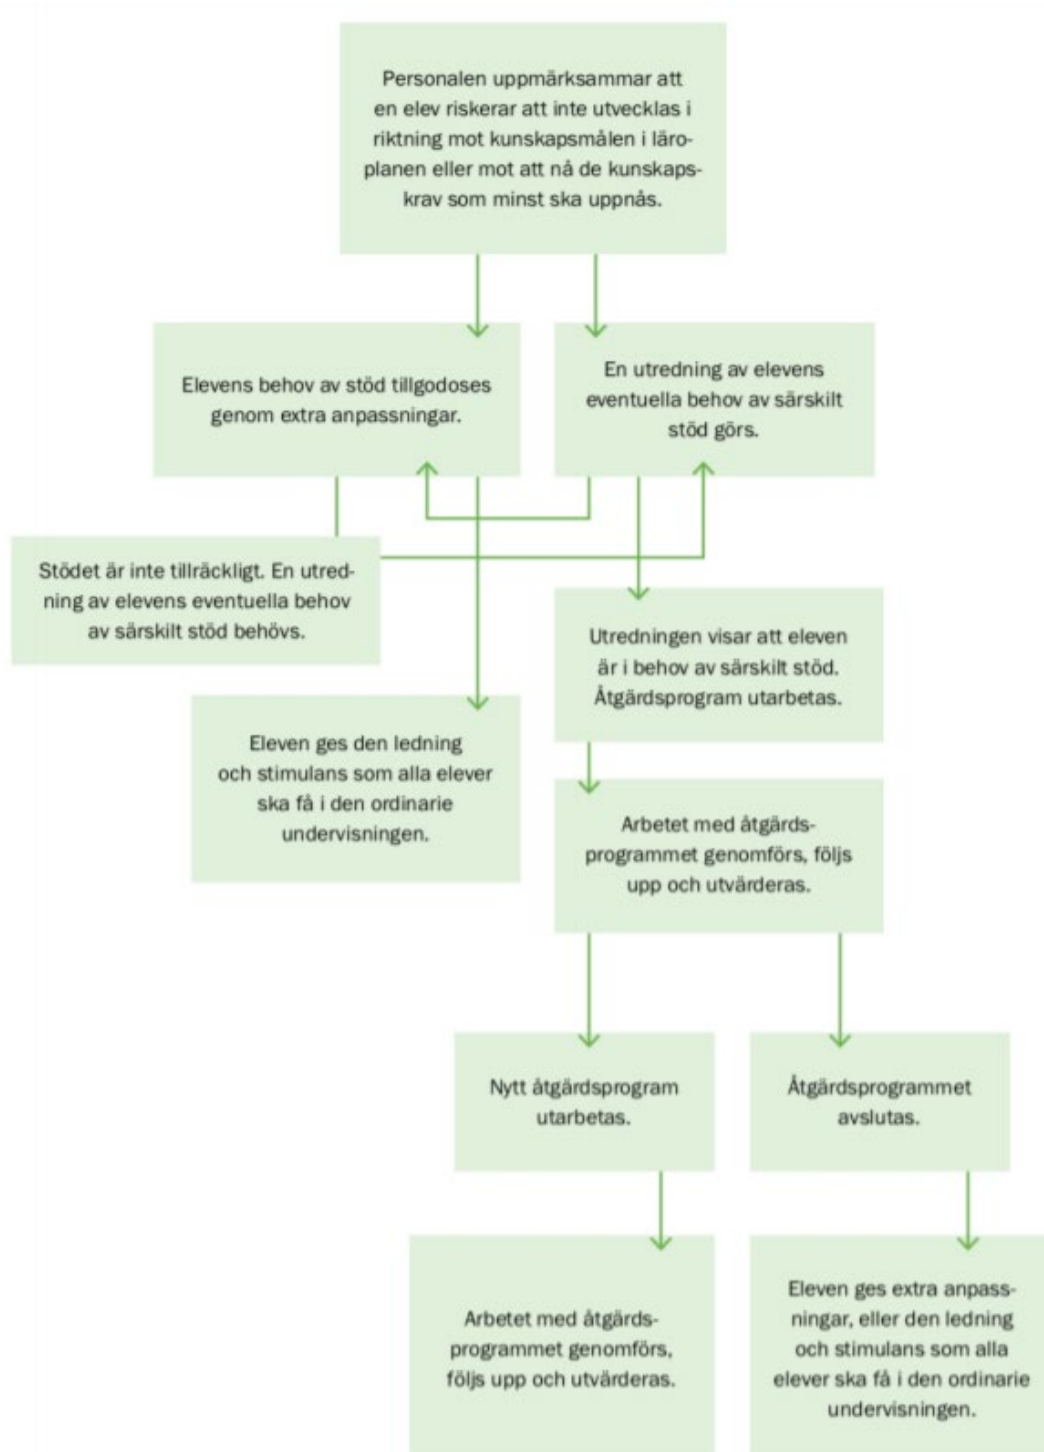 Personalen uppmärksammar att
en elev riskerar att inte utvecklas i
riktning mot kunskapsmålen i läro-
planen eller mot att nå de kunskaps-
krav som minst ska uppnås.
Elevens behov av stöd tillgodoses
genom extra anpassningar.
En utredning av elevens
eventuella behov av särskilt
stöd görs.
Stödet är inte tillräckligt. En utred-
ning av elevens eventuella behov
av särskilt stöd behövs.
Utredningen visar att eleven
är i behov av särskilt stöd.
Åtgärdsprogram utarbetas.
Eleven ges den ledning
och stimulans som alla elever
ska få i den ordinarie
undervisningen.
Arbetet med åtgärds-
programmet genomförs, följs
upp och utvärderas.
Nytt åtgärdsprogram
utarbetas.
Åtgärdsprogrammet
avslutas.
Arbetet med åtgärds-
programmet genomförs,
följs upp och utvärderas.
Eleven ges extra anpass-
ningar, eller den ledning
och stimulans som alla
elever ska få i den ordinarie
undervisningen.